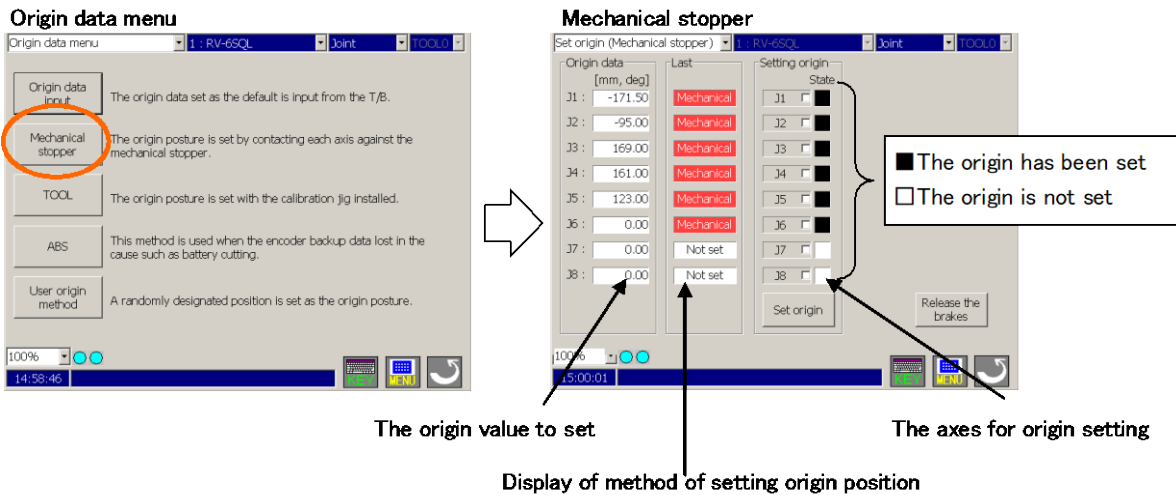 Origin data menu
Origin data menu 1 : RV-6SQL Joint TOOL0
Origin data
input
The origin data set as the default is input from the T/B.
Mechanical
stopper
The origin posture is set by contacting each axis against the
mechanical stopper.
TOOL
The origin posture is set with the calibration jig installed.
ABS
This method is used when the encoder backup data lost in the
cause such as battery cutting.
User origin
method
A randomly designated position is set as the origin posture.
100%
14:58:46 KEY MENU
Mechanical stopper
Set origin (Mechanical stopper) 1 : RV-6SQL Joint TOOL0
Origin data Last Setting origin
[mm, deg] State
J1 : -171.50 Mechanical J1
J2 : -95.00 Mechanical J2
J3 : 169.00 Mechanical J3
J4 : 161.00 Mechanical J4
J5 : 123.00 Mechanical J5
J6 : 0.00 Mechanical J6
J7 : 0.00 Not set J7
J8 : 0.00 Not set J8
Set origin
Release the
brakes
100%
15:00:01 KEY MENU
■The origin has been set
□The origin is not set
The origin value to set
The axes for origin setting
Display of method of setting origin position